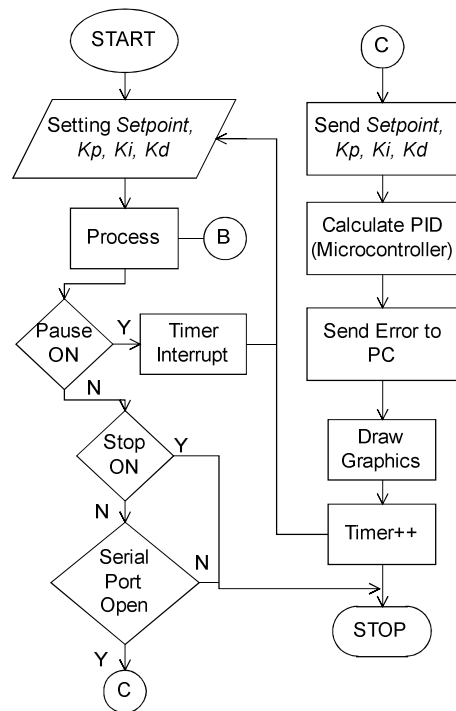 START
Setting Setpoint,
Kp, Ki, Kd
Process
B
Pause
ON
Y
Timer
Interrupt
N
Stop
ON
Y
N
Serial
Port
Open
N
Y
C
C
Send Setpoint,
Kp, Ki, Kd
Calculate PID
(Microcontroller)
Send Error to
PC
Draw
Graphics
Timer++
STOP